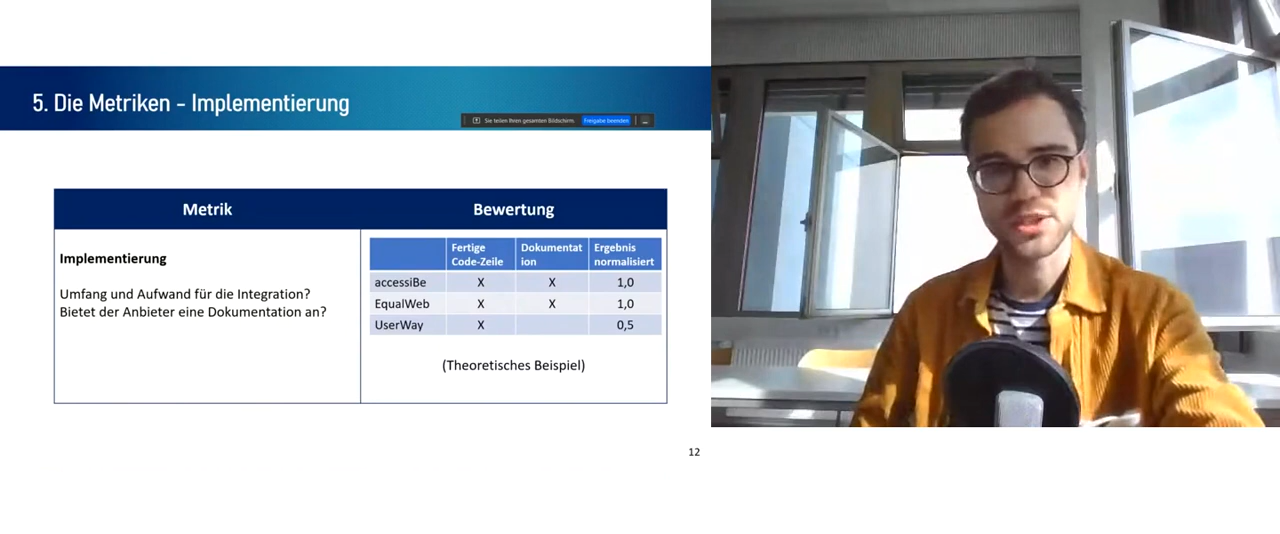 5. Die Metriken - Implementierung
Sie teilen Ihren gesamten Bildschirm. Freigabe beenden
Metrik
Bewertung
Implementierung
Umfang und Aufwand für die Integration?
Bietet der Anbieter eine Dokumentation an?
Fertige Code-Zeile
Dokumentat
ion
Ergebnis
normalisiert
accessiBe X X 1,0
EqualWeb X X 1,0
UserWay X 0,5
(Theoretisches Beispiel)
12